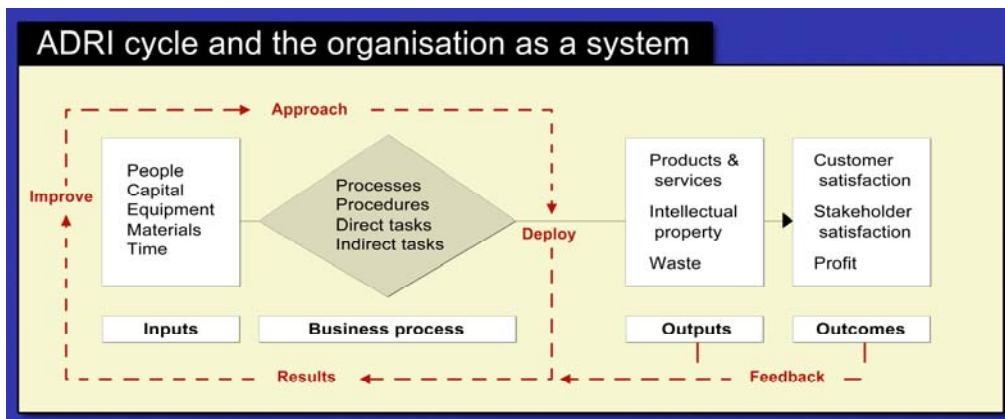 ADRI cycle and the organisation as a system
Approach
Improve
People
Capital
Equipment
Materials
Time
Processes
Procedures
Direct tasks
Indirect tasks
Deploy
Products &
services
Intellectual
property
Waste
Customer
satisfaction
Stakeholder
satisfaction
Profit
Inputs
Business process
Outputs
Outcomes
Results
Feedback